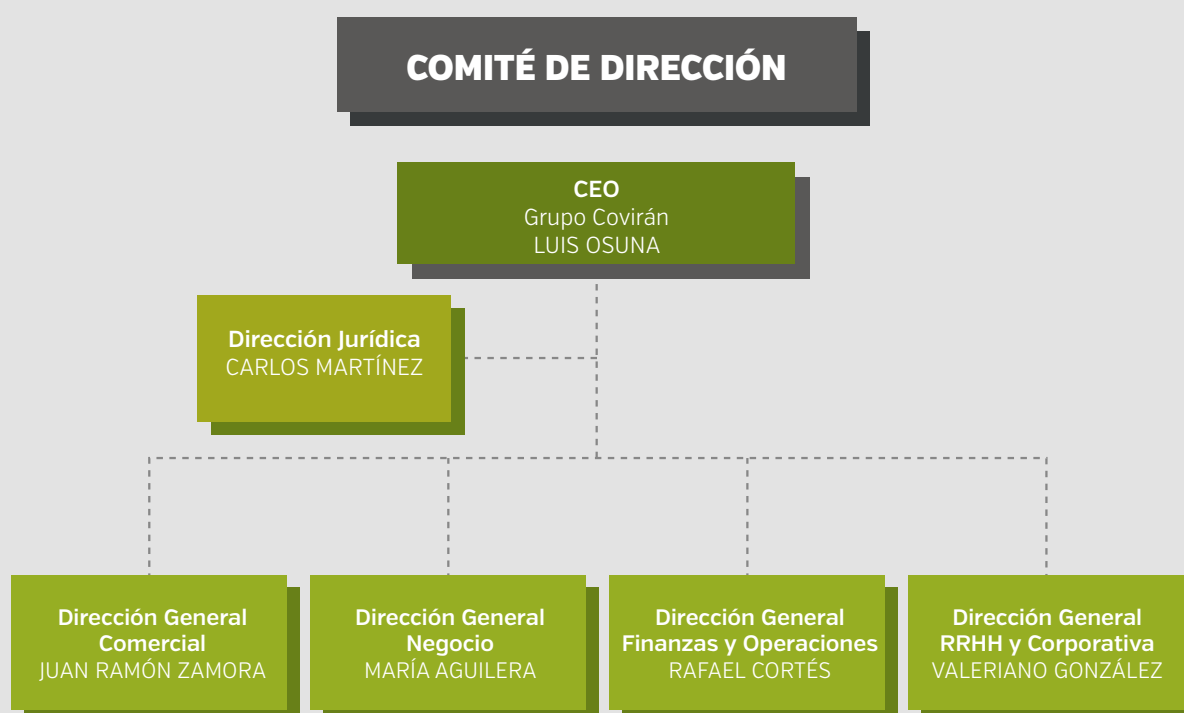 COMITÉ DE DIRECCIÓN
CEO
Grupo Covirán
LUIS OSUNA
Dirección Jurídica
CARLOS MARTÍNEZ
Dirección General
Comercial
JUAN RAMÓN ZAMORA
Dirección General
Negocio
MARÍA AGUILERA
Dirección General
Finanzas y Operaciones
RAFAEL CORTÉS
Dirección General
RRHH y Corporativa
VALERIANO GONZÁLEZ